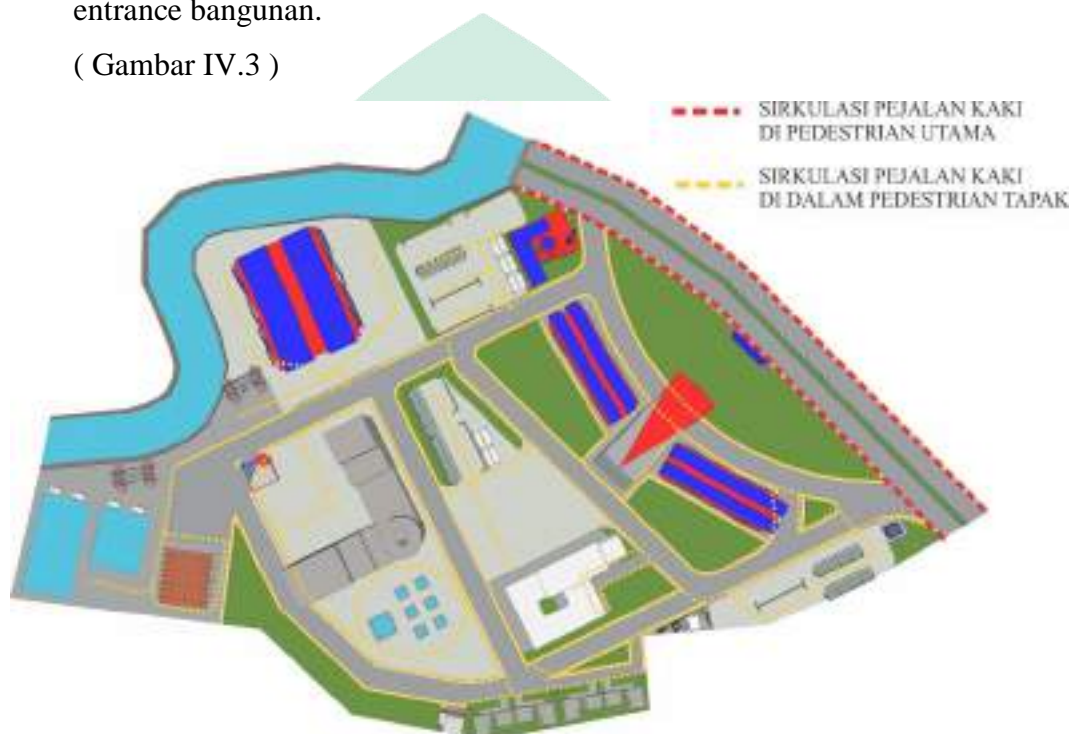 entrance bangunan.
( Gambar IV.3 )
SIRKULASI PEJALAN KAKI
DI PEDESTRIAN UTAMA
SIRKULASI PEJALAN KAKI
DI DALAM PEDESTRIAN TAPAK